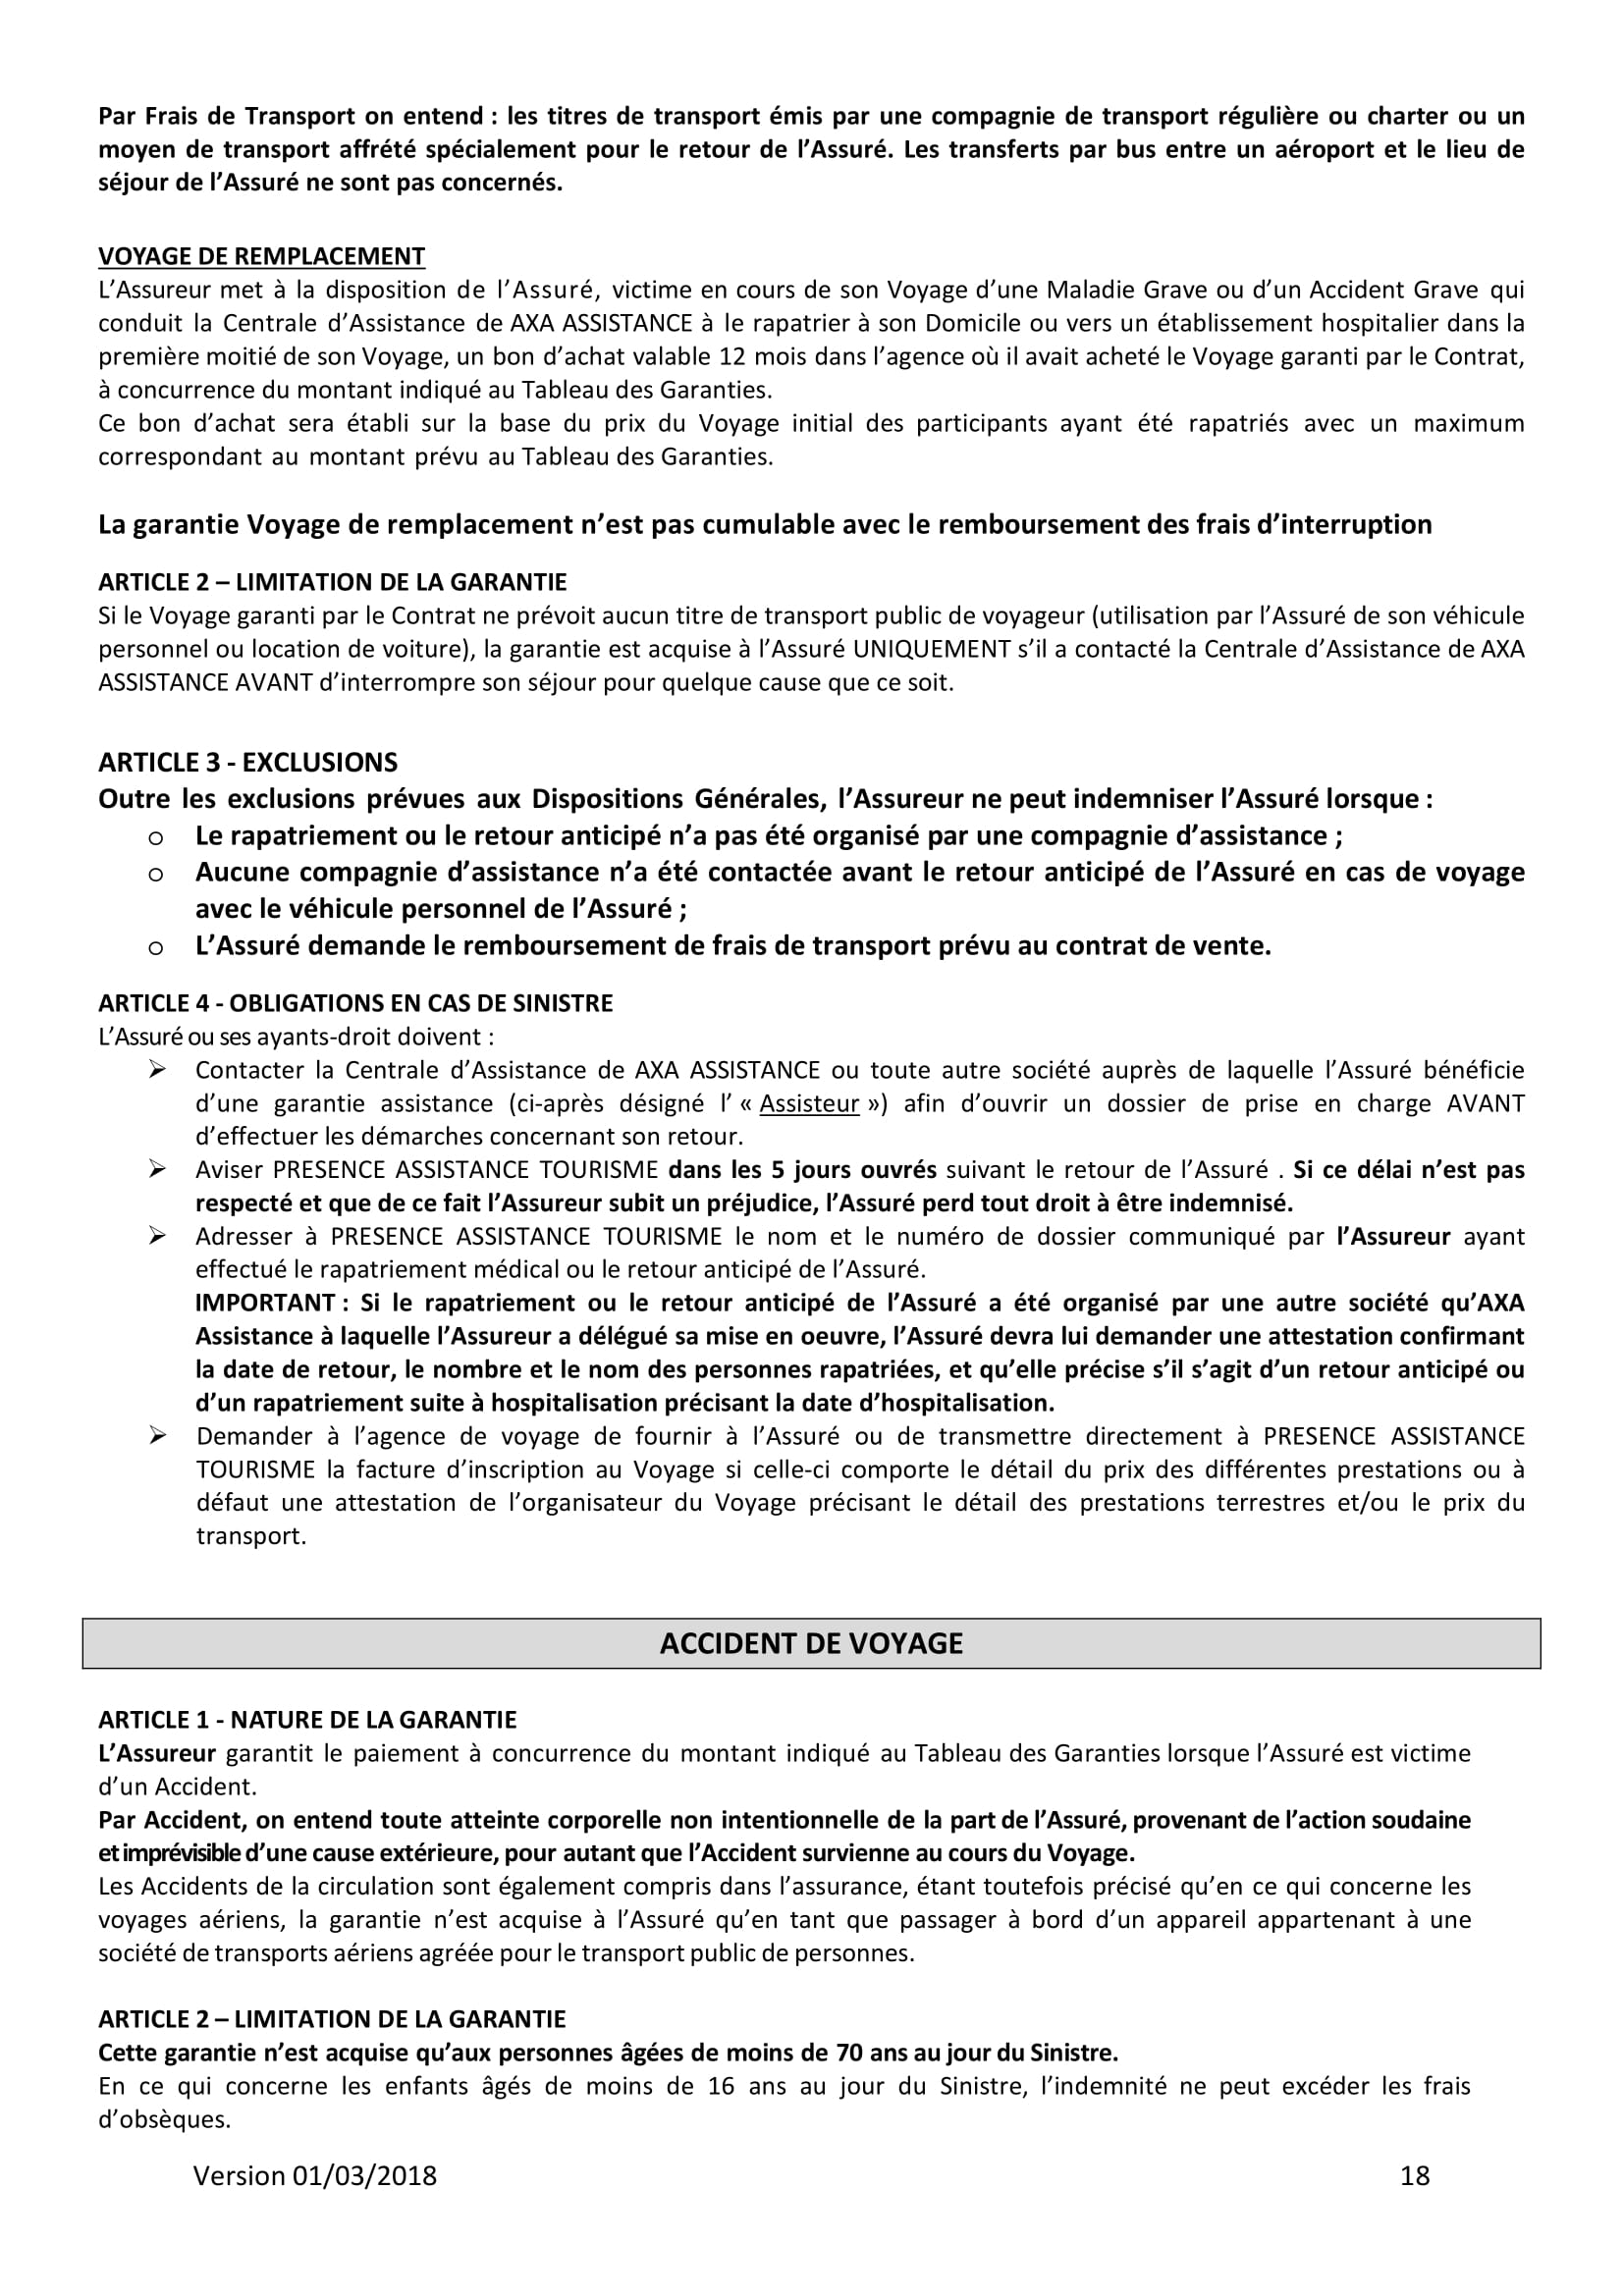 Par Frais de Transport on entend : les titres de transport émis par une compagnie de transport régulière ou charter ou un
moyen de transport affrété spécialement pour le retour de l’Assuré. Les transferts par bus entre un aéroport et le lieu de
séjour de l’Assuré ne sont pas concernés.
VOYAGE DE REMPLACEMENT
L’Assureur met à la disposition de l’Assuré, victime en cours de son Voyage d’une Maladie Grave ou d’un Accident Grave qui
conduit la Centrale d’Assistance de AXA ASSISTANCE à le rapatrier à son Domicile ou vers un établissement hospitalier dans la
première moitié de son Voyage, un bon d’achat valable 12 mois dans l’agence où il avait acheté le Voyage garanti par le Contrat,
à concurrence du montant indiqué au Tableau des Garanties.
Ce bon d’achat sera établi sur la base du prix du Voyage initial des participants ayant été rapatriés avec un maximum
correspondant au montant prévu au Tableau des Garanties.
La garantie Voyage de remplacement n’est pas cumulable avec le remboursement des frais d’interruption
ARTICLE 2 – LIMITATION DE LA GARANTIE
Si le Voyage garanti par le Contrat ne prévoit aucun titre de transport public de voyageur (utilisation par l’Assuré de son véhicule
personnel ou location de voiture), la garantie est acquise à l’Assuré UNIQUEMENT s’il a contacté la Centrale d’Assistance de AXA
ASSISTANCE AVANT d’interrompre son séjour pour quelque cause que ce soit.
ARTICLE 3 - EXCLUSIONS
Outre les exclusions prévues aux Dispositions Générales, l’Assureur ne peut indemniser l’Assuré lorsque :
o Le rapatriement ou le retour anticipé n’a pas été organisé par une compagnie d’assistance ;
o Aucune compagnie d’assistance n’a été contactée avant le retour anticipé de l’Assuré en cas de voyage
avec le véhicule personnel de l’Assuré ;
o L’Assuré demande le remboursement de frais de transport prévu au contrat de vente.
ARTICLE 4 - OBLIGATIONS EN CAS DE SINISTRE
L’Assuré ou ses ayants-droit doivent :
➢ Contacter la Centrale d’Assistance de AXA ASSISTANCE ou toute autre société auprès de laquelle l’Assuré bénéficie
d’une garantie assistance (ci-après désigné l’ « Assisteur ») afin d’ouvrir un dossier de prise en charge AVANT
d’effectuer les démarches concernant son retour.
➢ Aviser PRESENCE ASSISTANCE TOURISME dans les 5 jours ouvrés suivant le retour de l’Assuré . Si ce délai n’est pas
respecté et que de ce fait l’Assureur subit un préjudice, l’Assuré perd tout droit à être indemnisé.
➢ Adresser à PRESENCE ASSISTANCE TOURISME le nom et le numéro de dossier communiqué par l’Assureur ayant
effectué le rapatriement médical ou le retour anticipé de l’Assuré.
IMPORTANT : Si le rapatriement ou le retour anticipé de l’Assuré a été organisé par une autre société qu’AXA
Assistance à laquelle l’Assureur a délégué sa mise en oeuvre, l’Assuré devra lui demander une attestation confirmant
la date de retour, le nombre et le nom des personnes rapatriées, et qu’elle précise s’il s’agit d’un retour anticipé ou
d’un rapatriement suite à hospitalisation précisant la date d’hospitalisation.
➢ Demander à l’agence de voyage de fournir à l’Assuré ou de transmettre directement à PRESENCE ASSISTANCE
TOURISME la facture d’inscription au Voyage si celle-ci comporte le détail du prix des différentes prestations ou à
défaut une attestation de l’organisateur du Voyage précisant le détail des prestations terrestres et/ou le prix du
transport.
ACCIDENT DE VOYAGE
ARTICLE 1 - NATURE DE LA GARANTIE
L’Assureur garantit le paiement à concurrence du montant indiqué au Tableau des Garanties lorsque l’Assuré est victime
d’un Accident.
Par Accident, on entend toute atteinte corporelle non intentionnelle de la part de l’Assuré, provenant de l’action soudaine
et imprévisible d’une cause extérieure, pour autant que l’Accident survienne au cours du Voyage.
Les Accidents de la circulation sont également compris dans l’assurance, étant toutefois précisé qu’en ce qui concerne les
voyages aériens, la garantie n’est acquise à l’Assuré qu’en tant que passager à bord d’un appareil appartenant à une
société de transports aériens agréée pour le transport public de personnes.
ARTICLE 2 – LIMITATION DE LA GARANTIE
Cette garantie n’est acquise qu’aux personnes âgées de moins de 70 ans au jour du Sinistre.
En ce qui concerne les enfants âgés de moins de 16 ans au jour du Sinistre, l’indemnité ne peut excéder les frais
d’obsèques.
Version 01/03/2018 18